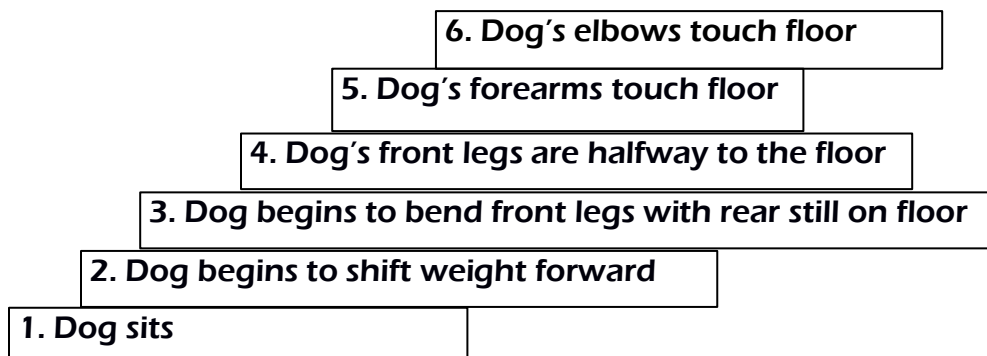 6. Dog's elbows touch floor
5. Dog's forearms touch floor
4. Dog's front legs are halfway to the floor
3. Dog begins to bend front legs with rear still on floor
2. Dog begins to shift weight forward
1. Dog sits